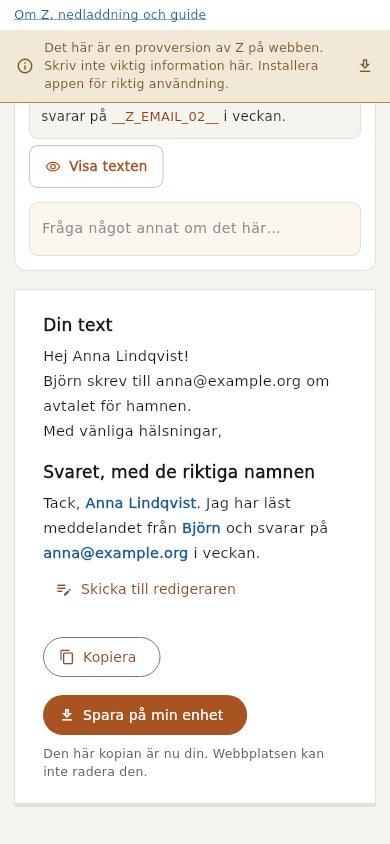 Om Z, nedladdning och guide
Det här är en provversion av Z på webben.
Skriv inte viktig information här. Installera
appen för riktig användning.
svarar på __Z_EMAIL_02__ i veckan.
Visa texten
Fråga något annat om det här…
Din text
Hej Anna Lindqvist!
Björn skrev till anna@example.org om
avtalet för hamnen.
Med vänliga hälsningar,
Svaret, med de riktiga namnen
Tack, Anna Lindqvist. Jag har läst
meddelandet från Björn och svarar på
anna@example.org i veckan.
Skicka till redigeraren
Kopiera
Spara på min enhet
Den här kopian är nu din. Webbplatsen kan
inte radera den.